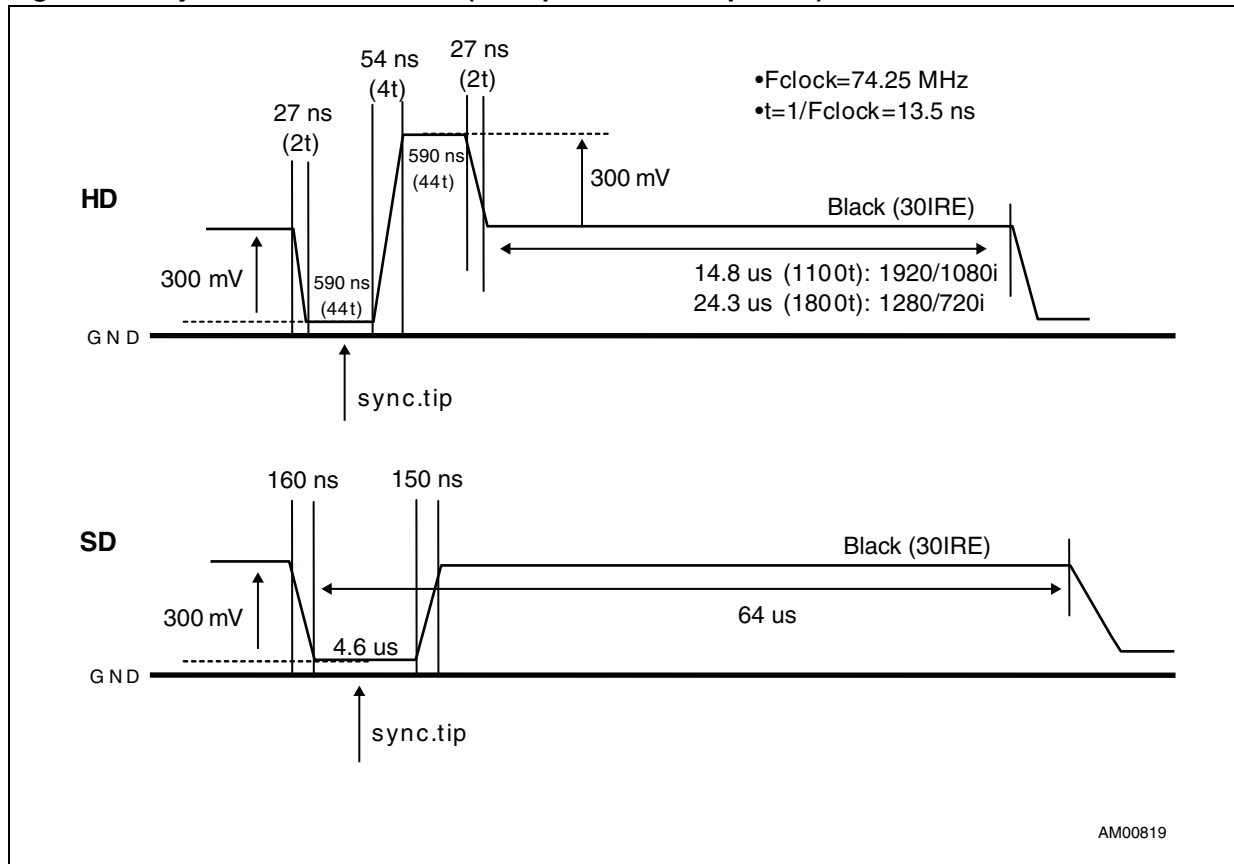 54 ns
(4t)
27 ns
(2t)
27 ns
(2t)
•Fclock=74.25 MHz
•t=1/Fclock=13.5 ns
590 ns
(44t)
300 mV
HD
Black (30IRE)
300 mV
590 ns
(44t)
14.8 us (1100t): 1920/1080i
24.3 us (1800t): 1280/720i
GND
sync.tip
160 ns
150 ns
SD
Black (30IRE)
300 mV
4.6 us
64 us
GND
sync.tip
AM00819